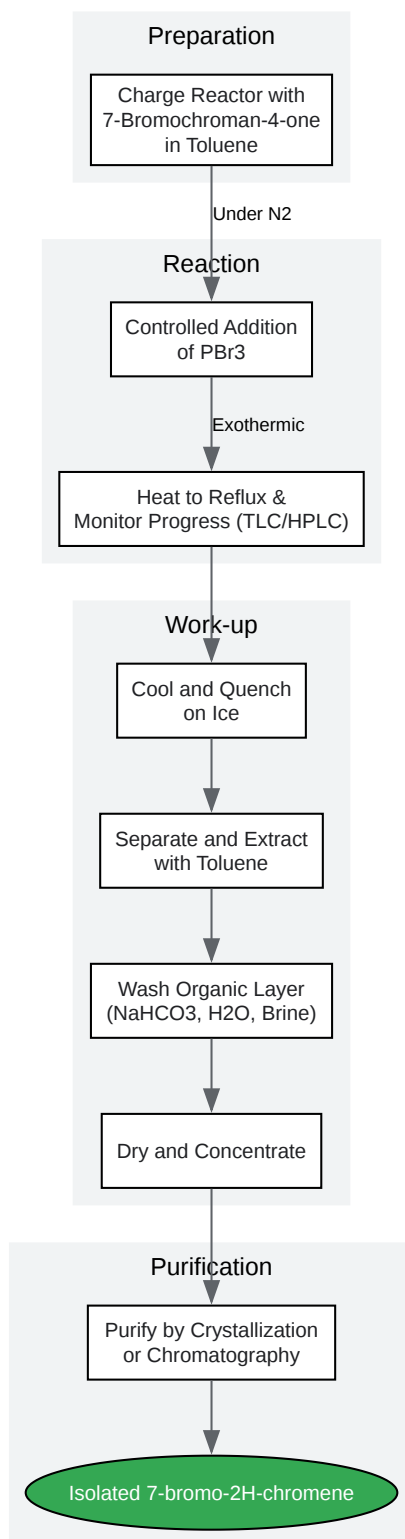 Preparation
Charge Reactor with
7-Bromochroman-4-one
in Toluene
Under N2
Reaction
Controlled Addition
of PBr3
Exothermic
Heat to Reflux &
Monitor Progress (TLC/HPLC)
Work-up
Cool and Quench
on Ice
Separate and Extract
with Toluene
Wash Organic Layer
(NaHCO3, H2O, Brine)
Dry and Concentrate
Purification
Purify by Crystallization
or Chromatography
Isolated 7-bromo-2H-chromene